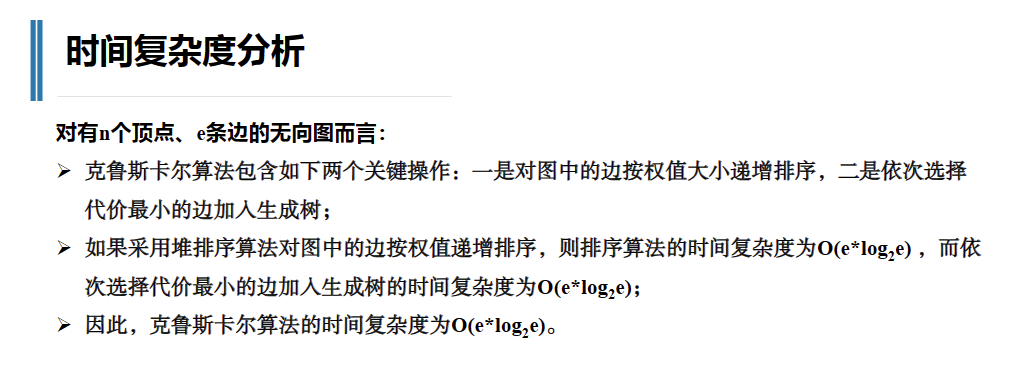 时间复杂度分析
对有n个顶点、e条边的无向图而言：
➢ 克鲁斯卡尔算法包含如下两个关键操作：一是对图中的边按权值大小递增排序，二是依次选择
代价最小的边加入生成树；
➢ 如果采用堆排序算法对图中的边按权值递增排序，则排序算法的时间复杂度为O(e*log₂e) ，而依
次选择代价最小的边加入生成树的时间复杂度为O(e*log₂e)；
➢ 因此，克鲁斯卡尔算法的时间复杂度为O(e*log₂e)。